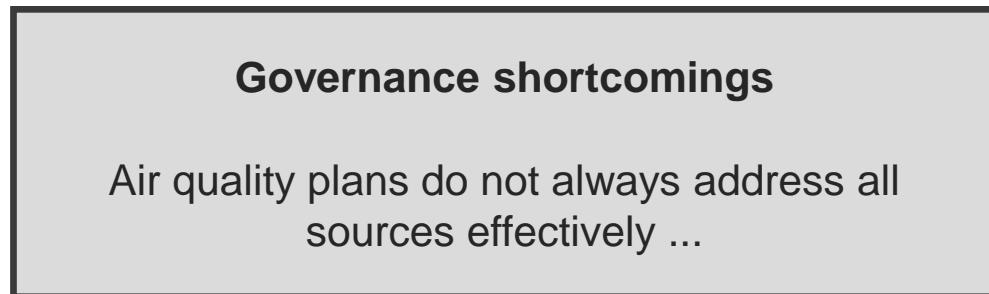 Governance shortcomings
Air quality plans do not always address all
sources effectively ...